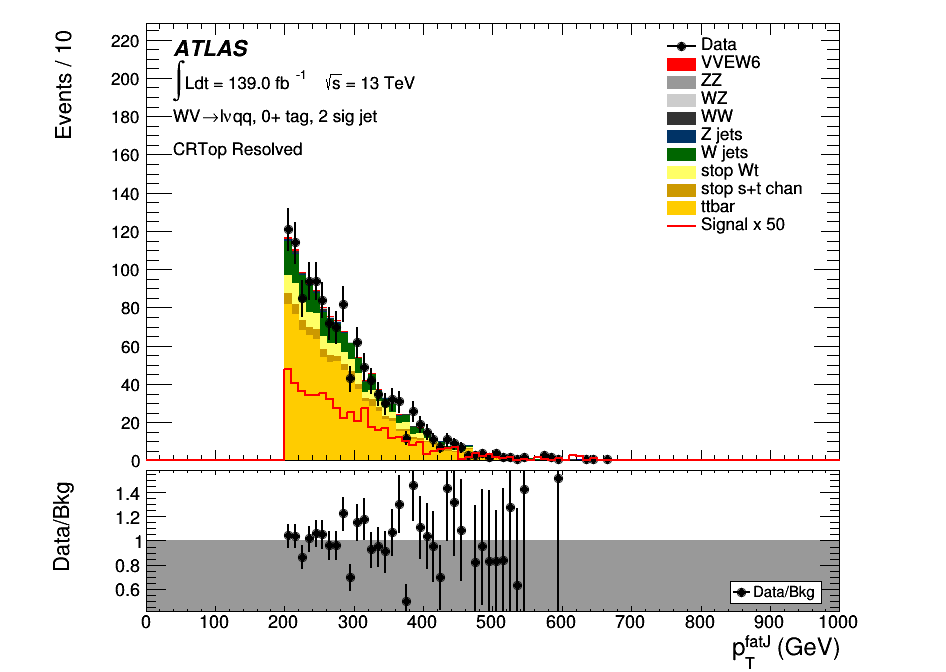 Events / 10
220
200
180
160
140
120
100
80
60
40
20
0
ATLAS
∫Ldt = 139.0 fb⁻¹ √s = 13 TeV
WV→lνqq, 0+ tag, 2 sig jet
CRTop Resolved
Data
VVEW6
ZZ
WZ
WW
Z jets
W jets
stop Wt
stop s+t chan
ttbar
Signal x 50
Data/Bkg
1.4
1.2
1
0.8
0.6
Data/Bkg
0 100 200 300 400 500 600 700 800 900 1000
p_T^fatJ (GeV)